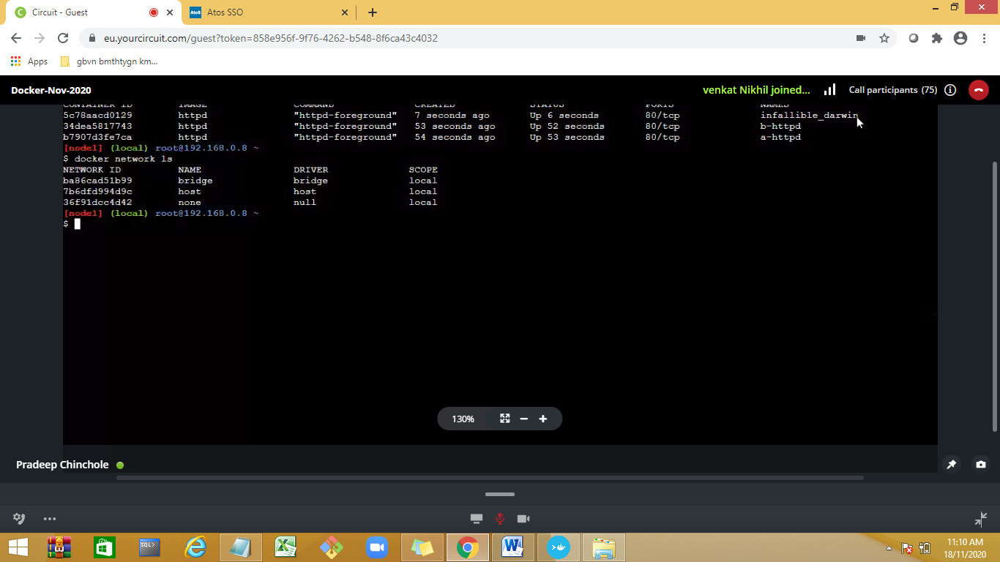 Circuit - Guest
Atos SSO
eu.yourcircuit.com/guest?token=858e956f-9f76-4262-b548-8f6ca43c4032
Apps
gbvn bmthtygn km...
Docker-Nov-2020
venkat Nikhil joined...
Call participants (75)
CONTAINER ID IMAGE COMMAND CREATED STATUS PORTS NAMES
5c78aacd0129 httpd "httpd-foreground" 7 seconds ago Up 6 seconds 80/tcp infallible_darwin
34dea5817743 httpd "httpd-foreground" 53 seconds ago Up 52 seconds 80/tcp b-httpd
b7907d3fe7ca httpd "httpd-foreground" 54 seconds ago Up 53 seconds 80/tcp a-httpd
[node1] (local) root@192.168.0.8 ~
$ docker network ls
NETWORK ID NAME DRIVER SCOPE
ba86cad51b99 bridge bridge local
7b6dfd994d9c host host local
36f91dcc4d42 none null local
[node1] (local) root@192.168.0.8 ~
$
130%
Pradeep Chinchole
SQL>
11:10 AM
18/11/2020